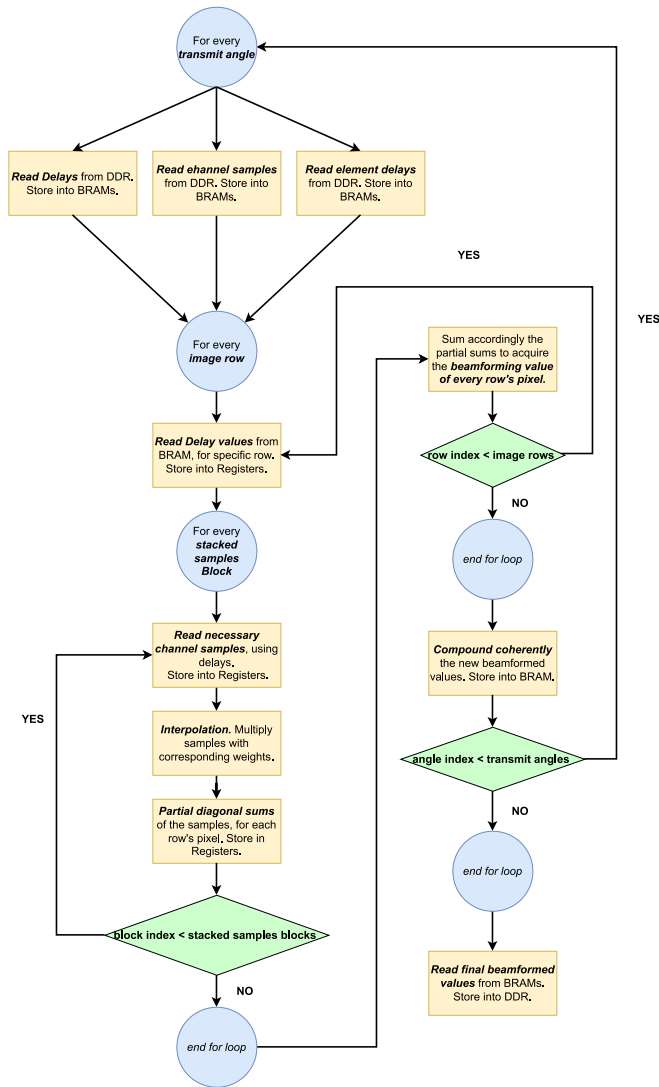 For every
transmit angle
Read Delays from DDR.
Store into BRAMs.
Read ehannel samples
from DDR. Store into
BRAMs.
Read element delays
from DDR. Store into
BRAMs.
For every
image row
Read Delay values from
BRAM, for specific row.
Store into Registers.
For every
stacked
samples
Block
Read necessary
channel samples, using
delays.
Store into Registers.
YES
Interpolation. Multiply
samples with
corresponding weights.
Partial diagonal sums
of the samples, for each
row's pixel. Store in
Registers.
block index < stacked samples blocks
NO
end for loop
YES
YES
Sum accordingly the
partial sums to acquire
the beamforming value
of every row's pixel.
row index < image rows
NO
end for loop
Compound coherently
the new beamformed
values. Store into BRAM.
angle index < transmit angles
NO
end for loop
Read final beamformed
values from BRAMs.
Store into DDR.